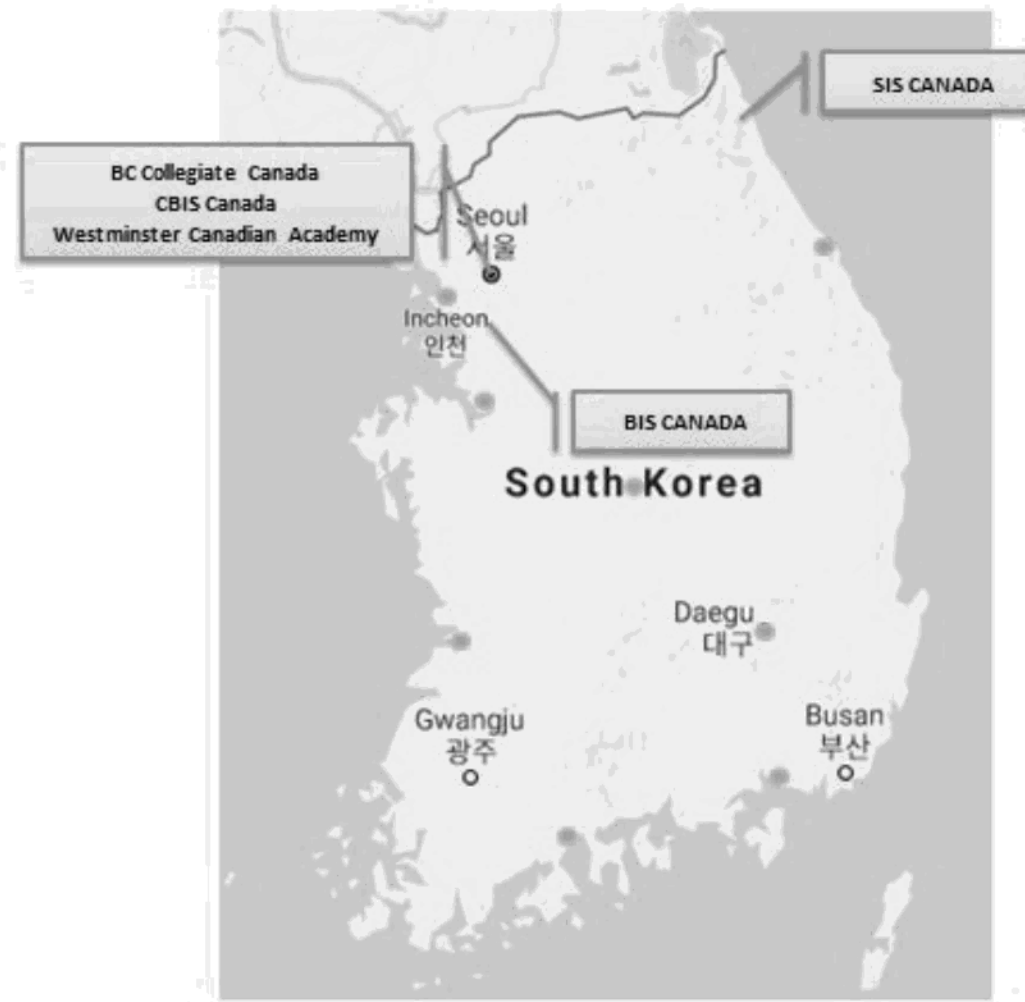 SIS CANADA
BC Collegiate Canada
CBIS Canada
Westminster Canadian Academy
Seoul
서울
Incheon
인천
BIS CANADA
South Korea
Daegu
대구
Gwangju
광주
Busan
부산